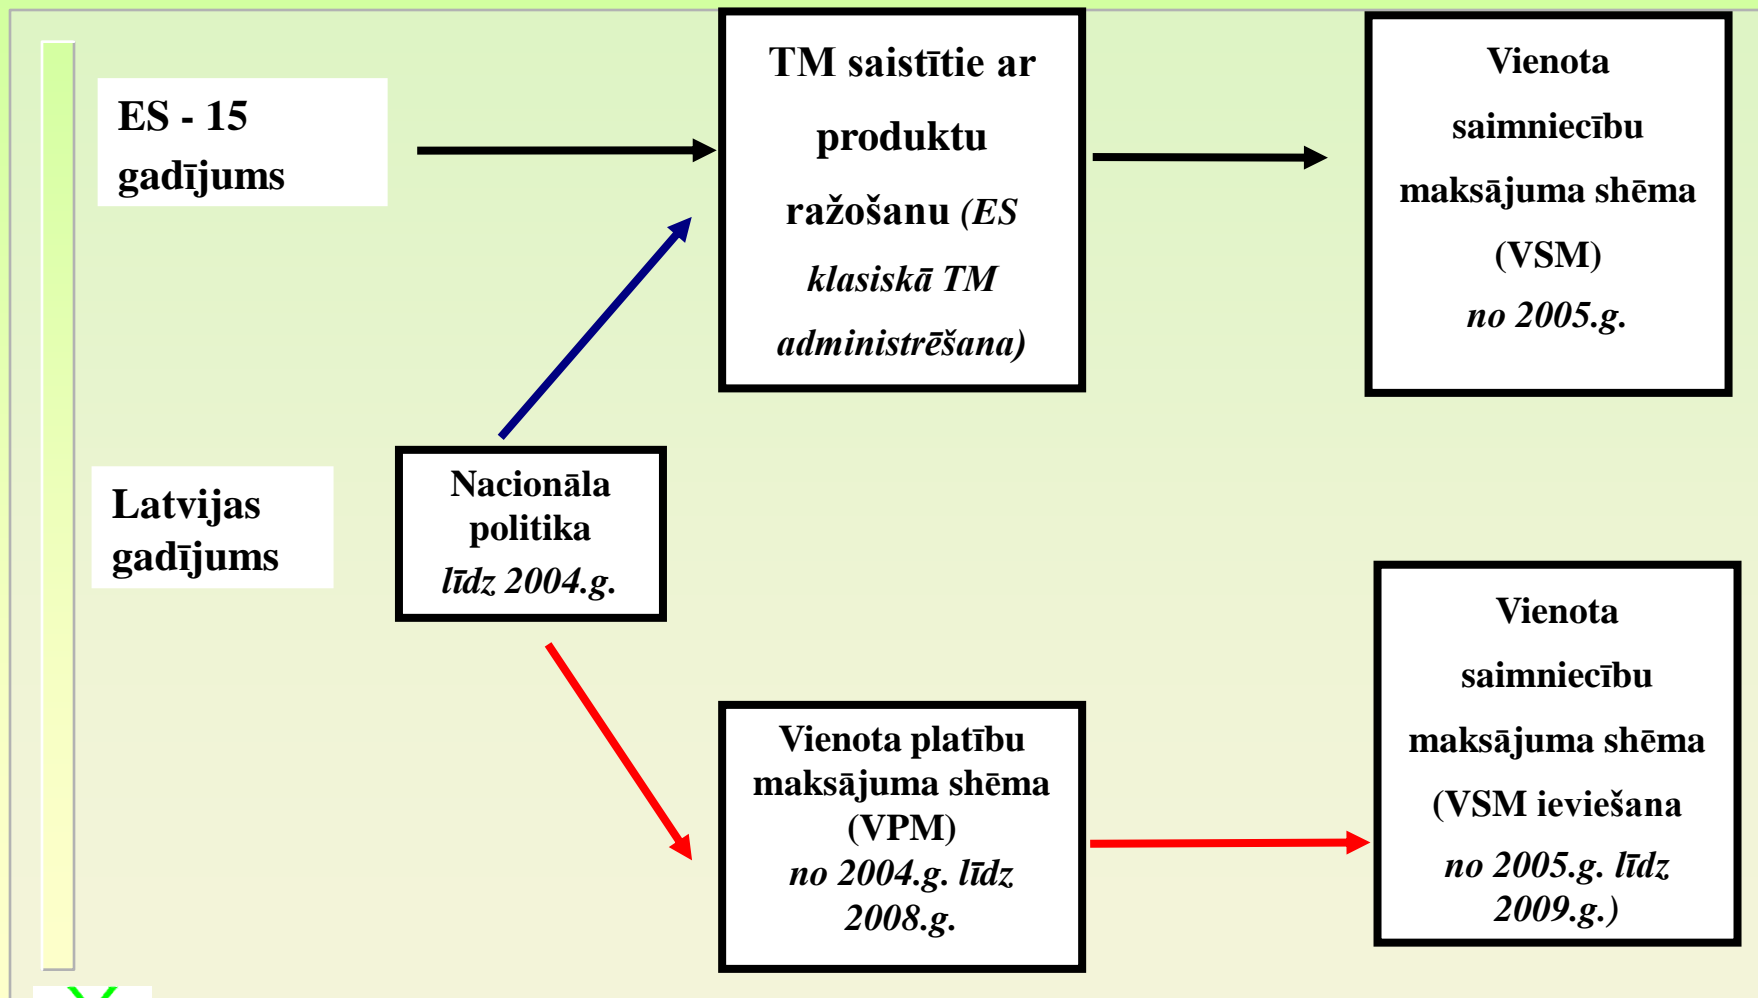 ES - 15
gadījums
TM saistītie ar
produktu
ražošanu (ES
klasiskā TM
administrēšana)
Vienota
saimniecību
maksājuma shēma
(VSM)
no 2005.g.
Latvijas
gadījums
Nacionāla
politika
līdz 2004.g.
Vienota platību
maksājuma shēma
(VPM)
no 2004.g. līdz
2008.g.
Vienota
saimniecību
maksājuma shēma
(VSM ieviešana
no 2005.g. līdz
2009.g.)